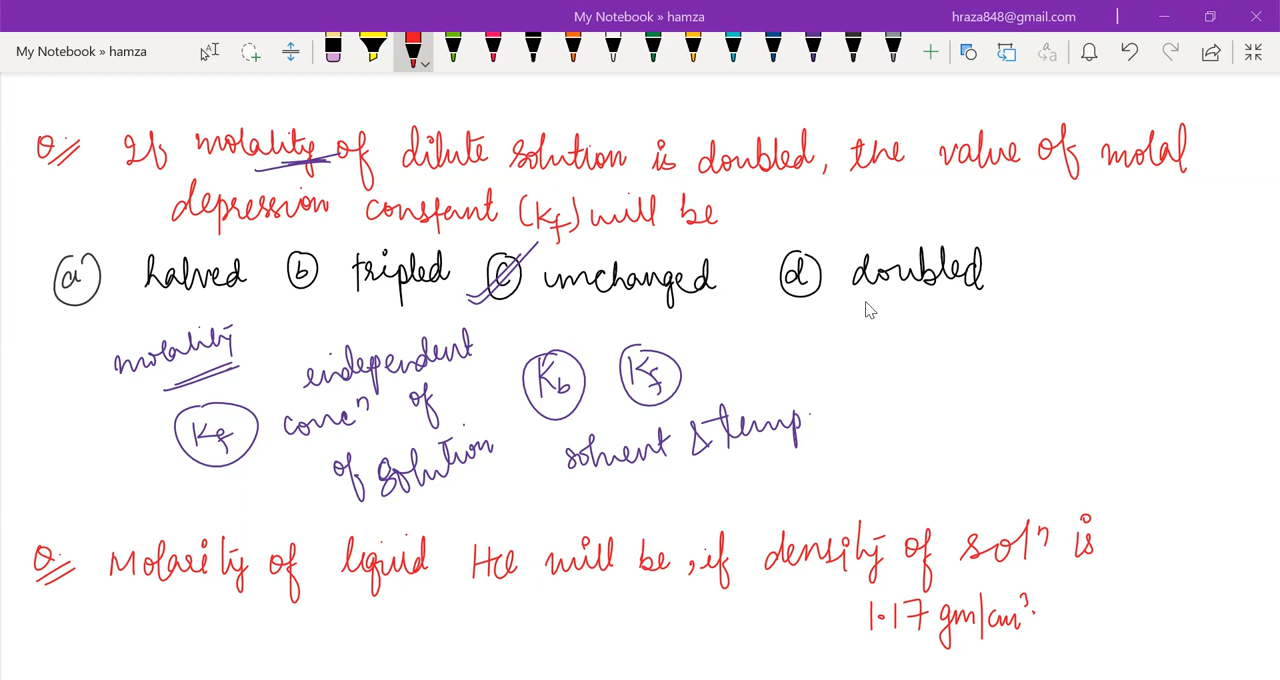 My Notebook » hamza
hraza848@gmail.com
My Notebook » hamza
Q. If molality of dilute solution is doubled, the value of molal
depression constant (Kf) will be
(a) halved (b) tripled (c) unchanged (d) doubled
molality
independent
Kf concn of
of solution
Kb Kf
solvent & temp.
Q. Molarity of liquid HCl will be, if density of soln is
1.17 gm/cm³.